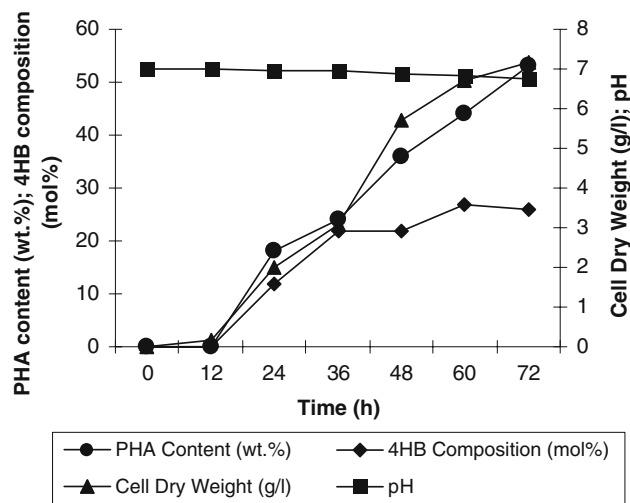 PHA content (wt.%); 4HB composition
(mol%)
60
50
40
30
20
10
0
8
7
6
5
4
3
2
1
0
Cell Dry Weight (g/l); pH
0 12 24 36 48 60 72
Time (h)
PHA Content (wt.%) 4HB Composition (mol%)
Cell Dry Weight (g/l) pH